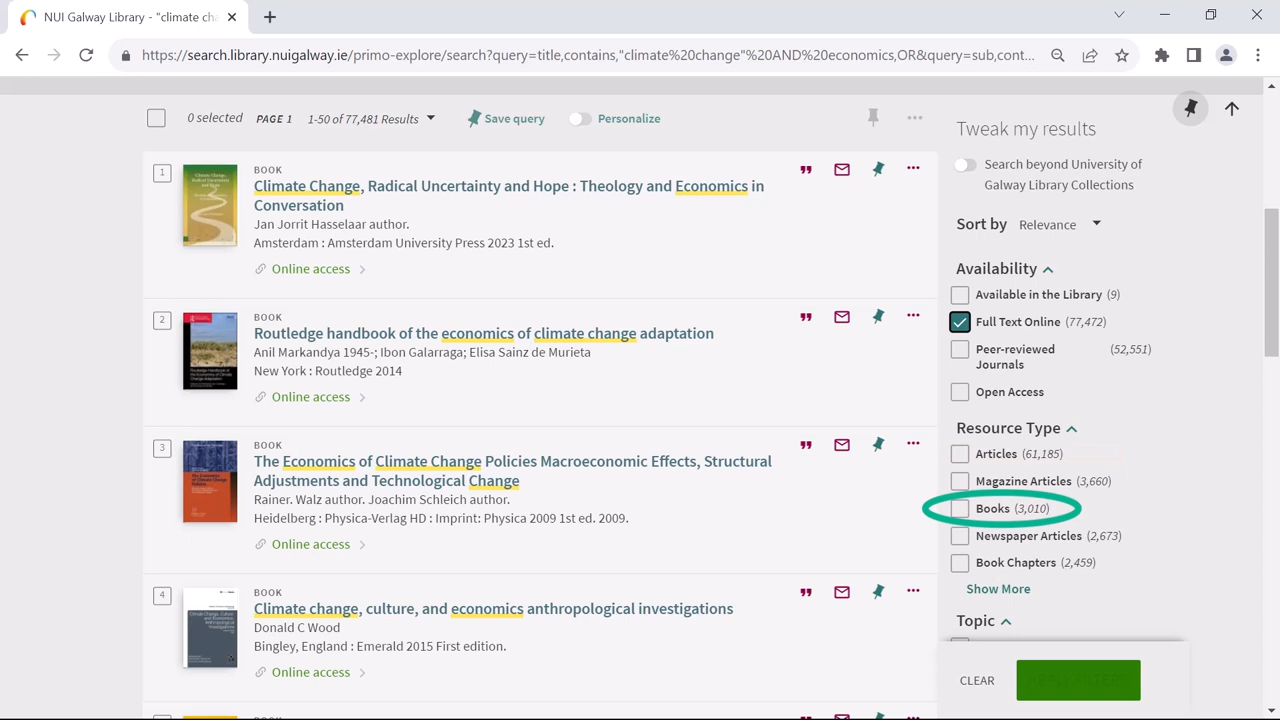 NUI Galway Library - "climate cha
https://search.library.nuigalway.ie/primo-explore/search?query=title,contains,"climate%20change"%20AND%20economics,OR&query=sub,cont...
0 selected PAGE 1 1-50 of 77,481 Results
Save query
Personalize
1
BOOK
Climate Change, Radical Uncertainty and Hope : Theology and Economics in
Conversation
Jan Jorrit Hasselaar author.
Amsterdam : Amsterdam University Press 2023 1st ed.
Online access
2
BOOK
Routledge handbook of the economics of climate change adaptation
Anil Markandya 1945-; Ibon Galarraga; Elisa Sainz de Murieta
New York : Routledge 2014
Online access
3
BOOK
The Economics of Climate Change Policies Macroeconomic Effects, Structural
Adjustments and Technological Change
Rainer. Walz author. Joachim Schleich author.
Heidelberg : Physica-Verlag HD : Imprint: Physica 2009 1st ed. 2009.
Online access
4
BOOK
Climate change, culture, and economics anthropological investigations
Donald C Wood
Bingley, England : Emerald 2015 First edition.
Online access
Tweak my results
Search beyond University of
Galway Library Collections
Sort by Relevance
Availability
Available in the Library (9)
Full Text Online (77,472)
Peer-reviewed (52,551)
Journals
Open Access
Resource Type
Articles (61,185)
Magazine Articles (3,660)
Books (3,010)
Newspaper Articles (2,673)
Book Chapters (2,459)
Show More
Topic
CLEAR